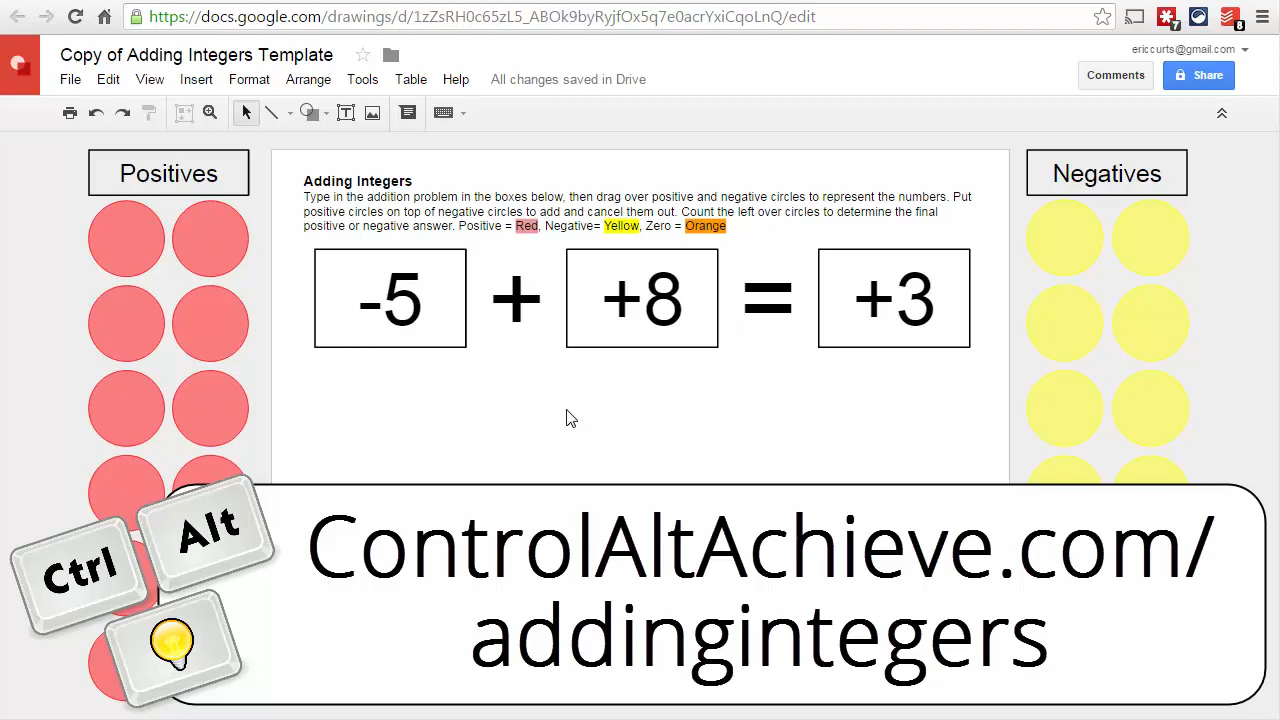 https://docs.google.com/drawings/d/1zZsRH0c65zL5_ABOk9byRyjfOx5q7e0acrYxiCqoLnQ/edit
7
8
Copy of Adding Integers Template
ericcurts@gmail.com
File Edit View Insert Format Arrange Tools Table Help All changes saved in Drive
Comments
Share
Positives
Negatives
Adding Integers
Type in the addition problem in the boxes below, then drag over positive and negative circles to represent the numbers. Put
positive circles on top of negative circles to add and cancel them out. Count the left over circles to determine the final
positive or negative answer. Positive = Red, Negative= Yellow, Zero = Orange
-5 + +8 = +3
Ctrl
Alt
ControlAltAchieve.com/
addingintegers